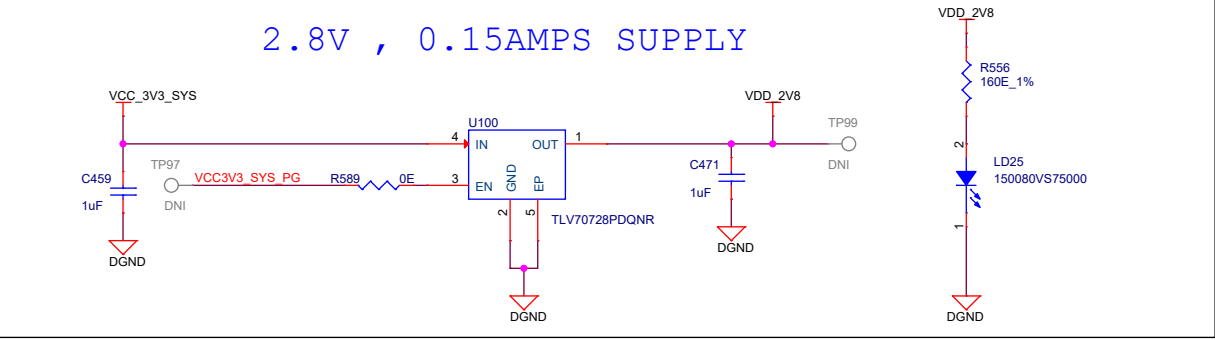 2.8V , 0.15AMPS SUPPLY
VDD_2V8
R556
160E_1%
2
LD25
150080VS75000
1
DGND
VCC_3V3_SYS
C459
1uF
DGND
TP97
DNI
VCC3V3_SYS_PG
R589
0E
U100
4
IN
OUT
1
3
EN
GND
EP
2
5
TLV70728PDQNR
DGND
VDD_2V8
TP99
DNI
C471
1uF
DGND